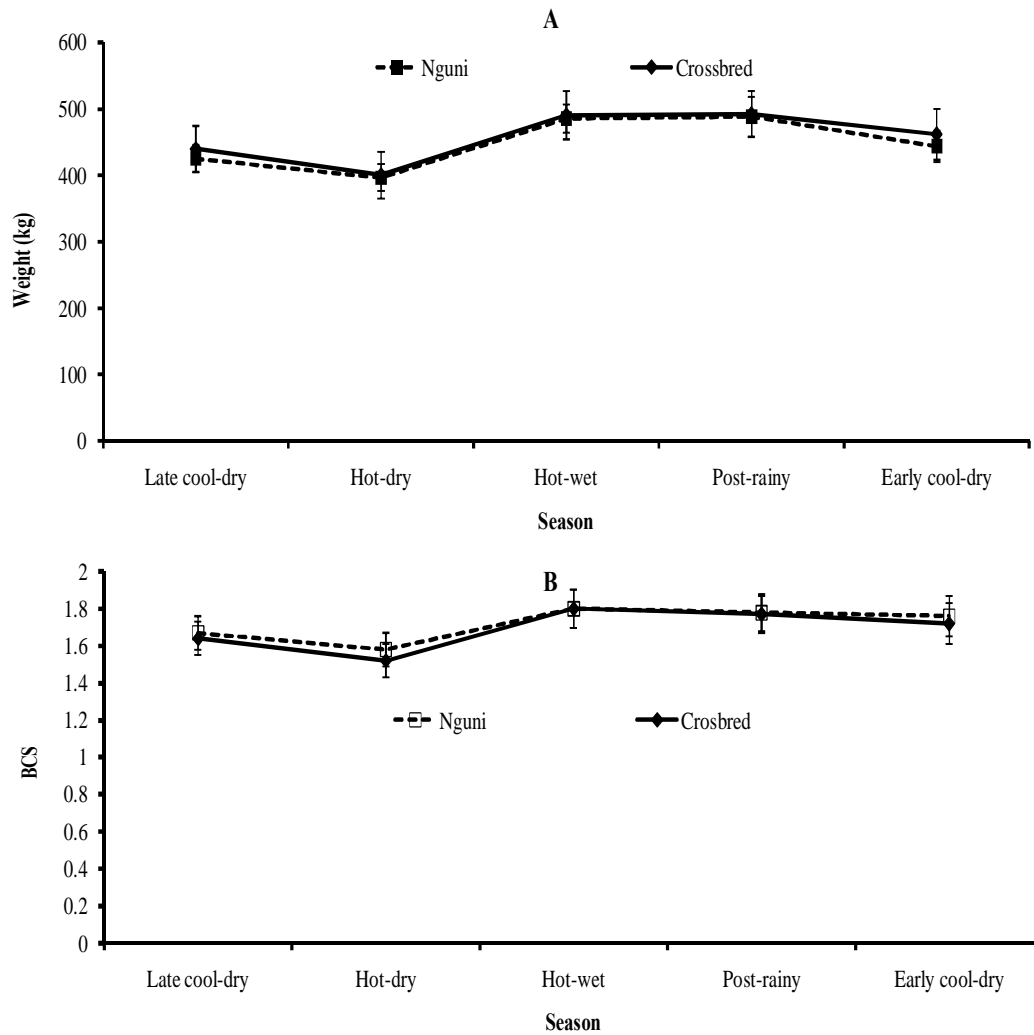 A
600
500
400
300
200
100
0
Weight (kg)
Nguni Crossbred
Late cool-dry Hot-dry Hot-wet Post-rainy Early cool-dry
Season
B
2
1.8
1.6
1.4
1.2
1
0.8
0.6
0.4
0.2
0
BCS
Nguni Crosbred
Late cool-dry Hot-dry Hot-wet Post-rainy Early cool-dry
Season